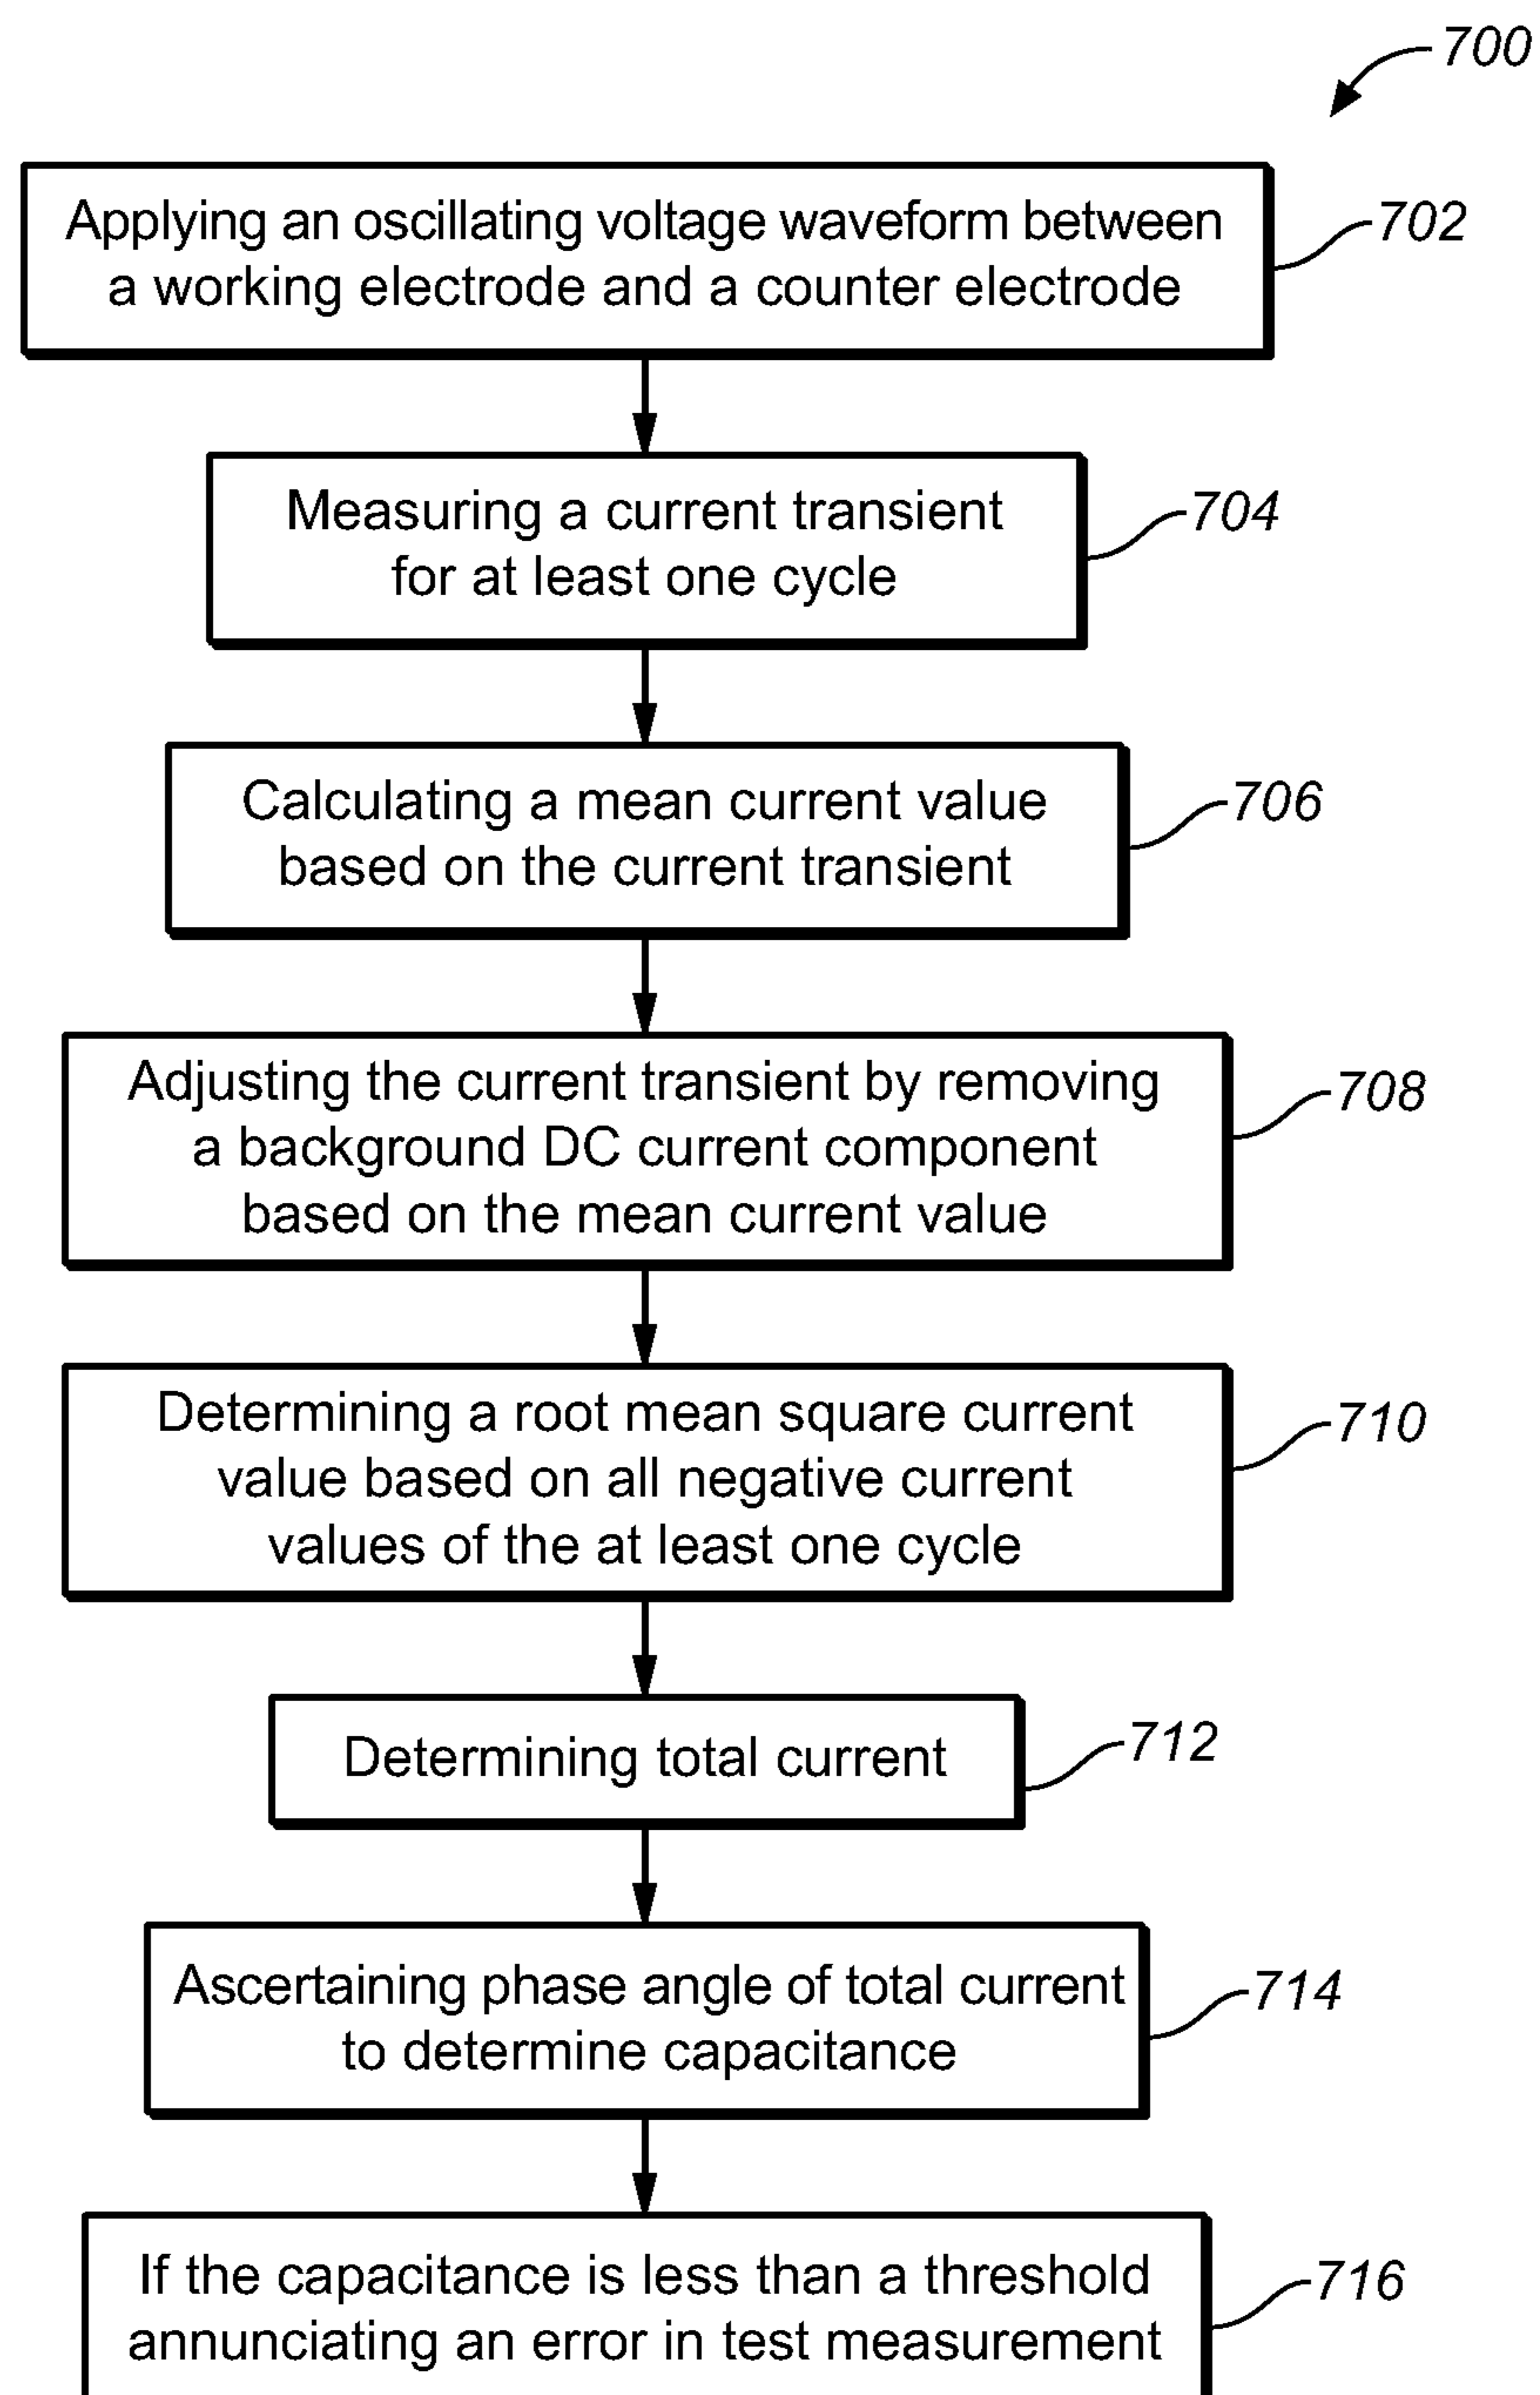 700
Applying an oscillating voltage waveform between
a working electrode and a counter electrode
702
Measuring a current transient
for at least one cycle
704
Calculating a mean current value
based on the current transient
706
Adjusting the current transient by removing
a background DC current component
based on the mean current value
708
Determining a root mean square current
value based on all negative current
values of the at least one cycle
710
Determining total current
712
Ascertaining phase angle of total current
to determine capacitance
714
If the capacitance is less than a threshold
annunciating an error in test measurement
716